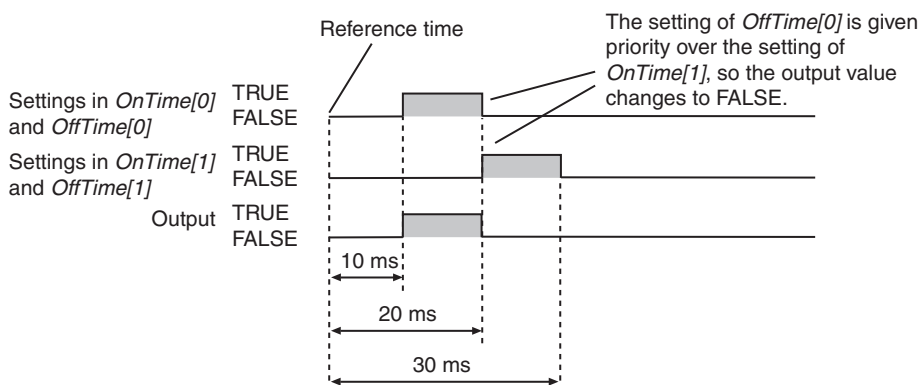 Reference time
The setting of OffTime[0] is given
priority over the setting of
OnTime[1], so the output value
changes to FALSE.
Settings in OnTime[0]
and OffTime[0]
TRUE
FALSE
Settings in OnTime[1]
and OffTime[1]
TRUE
FALSE
Output
TRUE
FALSE
10 ms
20 ms
30 ms